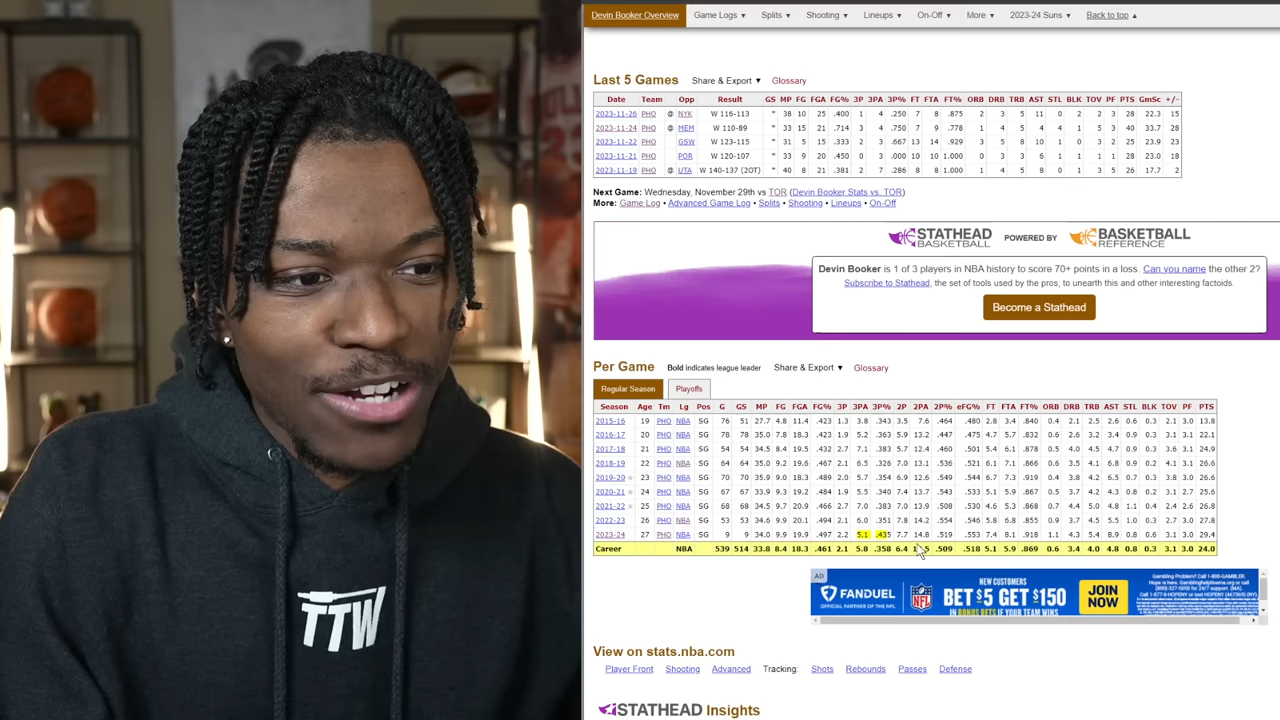 Devin Booker Overview Game Logs ▼ Splits ▼ Shooting ▼ Lineups ▼ On-Off ▼ More ▼ 2023-24 Suns ▼ Back to top ▲
Last 5 Games Share & Export ▼ Glossary
Date Team Opp Result GS MP FG FGA FG% 3P 3PA 3P% FT FTA FT% ORB DRB TRB AST STL BLK TOV PF PTS GmSc +/-
2023-11-26 PHO @ NYK W 116-113 * 38 10 25 .400 1 4 .250 7 8 .875 2 3 5 11 0 2 2 3 28 22.3 15
2023-11-24 PHO @ MEM W 110-89 * 33 15 21 .714 3 4 .750 7 9 .778 1 4 5 4 4 1 5 3 40 33.7 28
2023-11-22 PHO GSW W 123-115 * 31 5 15 .333 2 3 .667 13 14 .929 3 5 8 10 1 0 2 2 25 23.9 23
2023-11-21 PHO POR W 120-107 * 33 9 20 .450 0 3 .000 10 10 1.000 0 3 3 6 1 1 1 1 28 23.0 18
2023-11-19 PHO @ UTA W 140-137 (2OT) * 40 8 21 .381 2 7 .286 8 8 1.000 1 4 5 8 0 1 3 5 26 17.7 2
Next Game: Wednesday, November 29th vs TOR (Devin Booker Stats vs. TOR)
More: Game Log • Advanced Game Log • Splits • Shooting • Lineups • On-Off
STATHEAD BASKETBALL POWERED BY BASKETBALL REFERENCE
Devin Booker is 1 of 3 players in NBA history to score 70+ points in a loss. Can you name the other 2?
Subscribe to Stathead, the set of tools used by the pros, to unearth this and other interesting factoids.
Become a Stathead
Per Game Bold indicates league leader Share & Export ▼ Glossary
Regular Season Playoffs
Season Age Tm Lg Pos G GS MP FG FGA FG% 3P 3PA 3P% 2P 2PA 2P% eFG% FT FTA FT% ORB DRB TRB AST STL BLK TOV PF PTS
2015-16 19 PHO NBA SG 76 51 27.7 4.8 11.4 .423 1.3 3.8 .343 3.5 7.6 .464 .480 2.8 3.4 .840 0.4 2.1 2.5 2.6 0.6 0.3 2.1 3.0 13.8
2016-17 20 PHO NBA SG 78 78 35.0 7.8 18.3 .423 1.9 5.2 .363 5.9 13.2 .447 .475 4.7 5.7 .832 0.6 2.6 3.2 3.4 0.9 0.3 3.1 3.1 22.1
2017-18 21 PHO NBA SG 54 54 34.5 8.4 19.5 .432 2.7 7.1 .383 5.7 12.4 .460 .501 5.4 6.1 .878 0.5 4.0 4.5 4.7 0.9 0.3 3.6 3.1 24.9
2018-19 22 PHO NBA SG 64 64 35.0 9.2 19.6 .467 2.1 6.5 .326 7.0 13.1 .536 .521 6.1 7.1 .866 0.6 3.5 4.1 6.8 0.9 0.2 4.1 3.1 26.6
2019-20 23 PHO NBA SG 70 70 35.9 9.0 18.3 .489 2.0 5.7 .354 6.9 12.6 .549 .544 6.7 7.3 .919 0.4 3.8 4.2 6.5 0.7 0.3 3.8 3.0 26.6
2020-21 24 PHO NBA SG 67 67 33.9 9.3 19.2 .484 1.9 5.5 .340 7.4 13.7 .543 .533 5.1 5.9 .867 0.5 3.7 4.2 4.3 0.8 0.2 3.1 2.7 25.6
2021-22 25 PHO NBA SG 68 68 34.5 9.7 20.9 .466 2.7 7.0 .383 7.0 13.9 .508 .530 4.6 5.3 .868 0.7 4.4 5.0 4.8 1.1 0.4 2.4 2.6 26.8
2022-23 26 PHO NBA SG 53 53 34.6 9.9 20.1 .494 2.1 6.0 .351 7.8 14.2 .554 .546 5.8 6.8 .855 0.7 3.8 4.5 5.5 1.0 0.3 2.7 3.0 27.8
2023-24 27 PHO NBA SG 9 9 34.0 9.9 19.9 .497 2.2 5.1 .435 7.7 14.8 .519 .553 7.4 8.1 .918 1.1 4.3 5.4 8.9 0.6 0.4 3.0 3.0 29.4
Career NBA 539 514 33.8 8.4 18.3 .461 2.1 5.8 .358 6.4 .509 .518 5.1 5.9 .869 0.6 3.4 4.0 4.8 0.8 0.3 3.1 3.0 24.0
AD FANDUEL OFFICIAL PARTNER OF THE NFL NFL NEW CUSTOMERS BET $5 GET $150 IN BONUS BETS IF YOUR TEAM WINS JOIN NOW Gambling Problem? Call 1-800-GAMBLER.
View on stats.nba.com
Player Front Shooting Advanced Tracking: Shots Rebounds Passes Defense
STATHEAD Insights
TTW